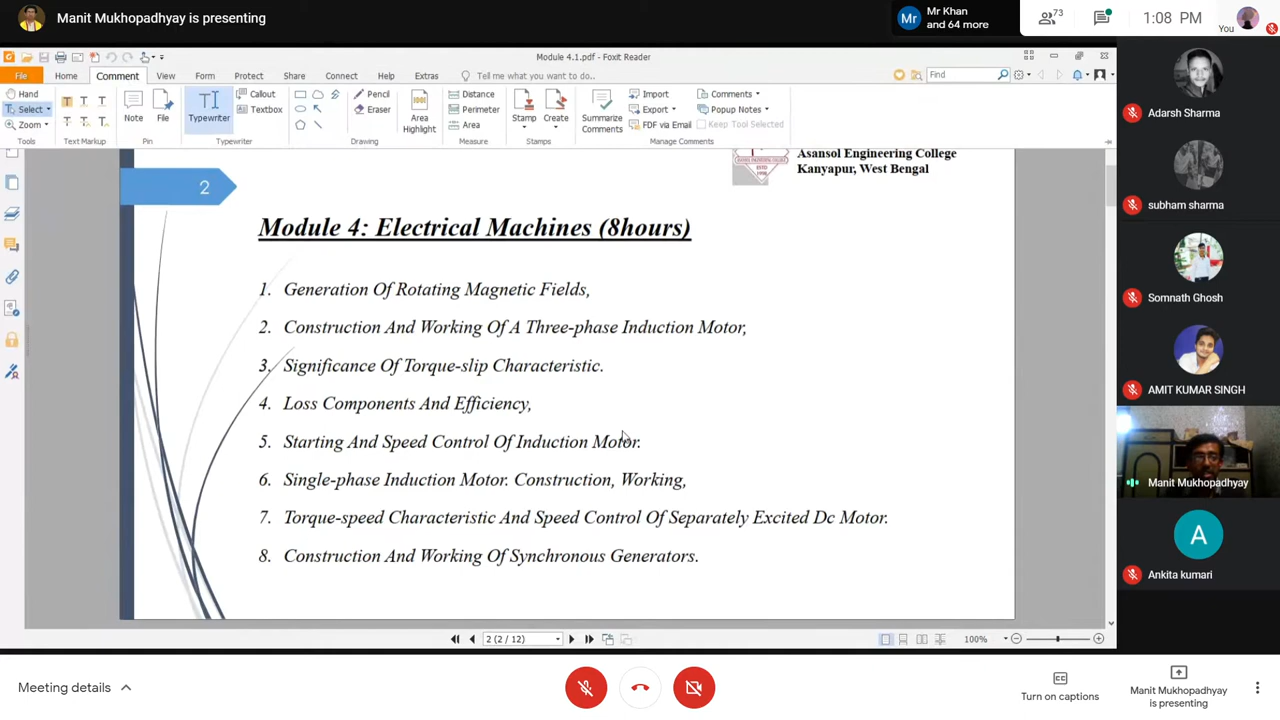 Manit Mukhopadhyay is presenting
Mr
Mr Khan
and 64 more
73
1:08 PM
You
Module 4.1.pdf - Foxit Reader
File
Home
Comment
View
Form
Protect
Share
Connect
Help
Extras
Tell me what you want to do..
Find
Hand
Select
Zoom
Tools
Text Markup
Note
File
Pin
Typewriter
Callout
Textbox
Typewriter
Pencil
Eraser
Drawing
Area
Highlight
Distance
Perimeter
Area
Measure
Stamp
Create
Stamps
Summarize
Comments
Import
Export
FDF via Email
Comments
Popup Notes
Keep Tool Selected
Manage Comments
2
Asansol Engineering College
Kanyapur, West Bengal
Module 4: Electrical Machines (8hours)
1. Generation Of Rotating Magnetic Fields,
2. Construction And Working Of A Three-phase Induction Motor,
3. Significance Of Torque-slip Characteristic.
4. Loss Components And Efficiency,
5. Starting And Speed Control Of Induction Motor.
6. Single-phase Induction Motor. Construction, Working,
7. Torque-speed Characteristic And Speed Control Of Separately Excited Dc Motor.
8. Construction And Working Of Synchronous Generators.
2 (2 / 12)
100%
Adarsh Sharma
subham sharma
Somnath Ghosh
AMIT KUMAR SINGH
Manit Mukhopadhyay
A
Ankita kumari
Meeting details
Turn on captions
Manit Mukhopadhyay
is presenting